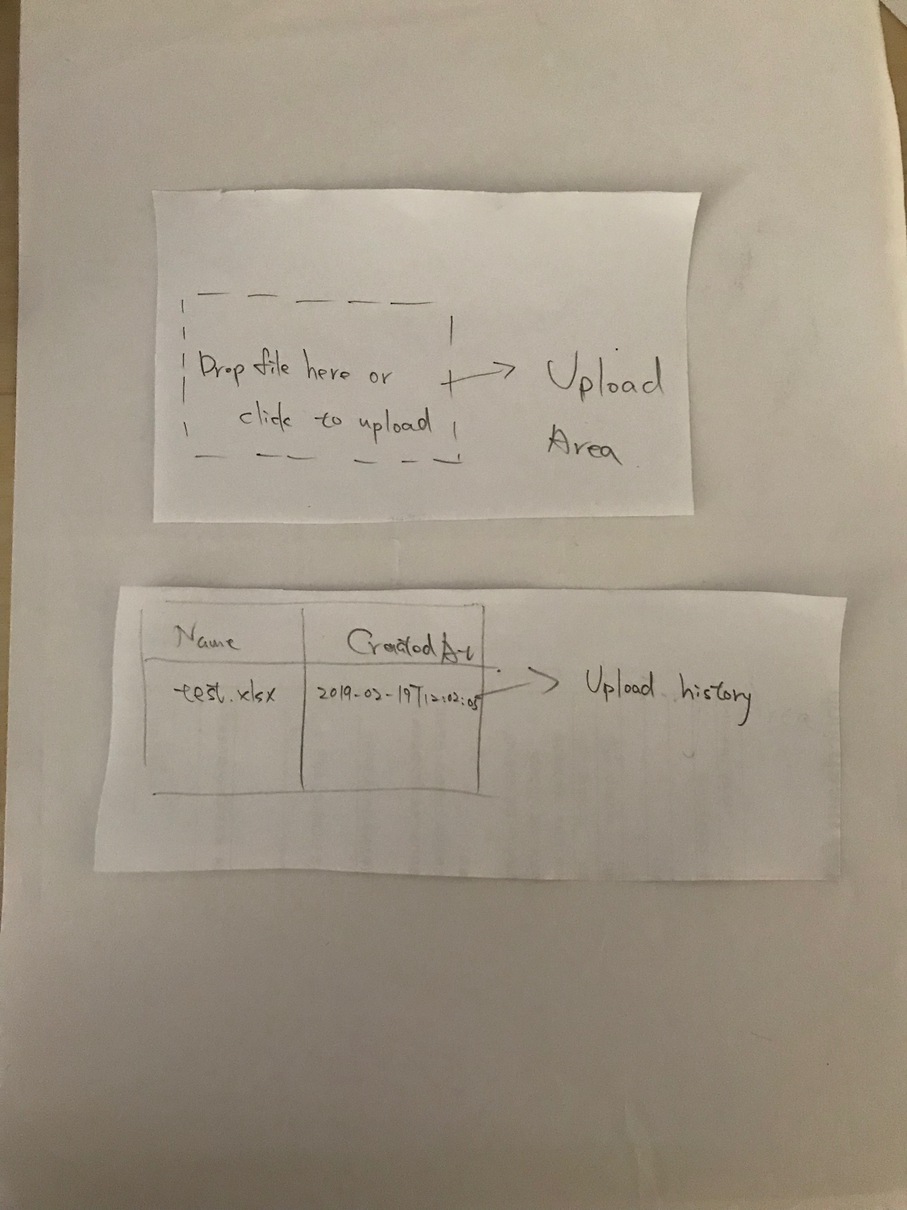 Drop file here or
click to upload
Upload
Area
Name
Created At
test.xlsx
2019-02-19T12:02:05
Upload history